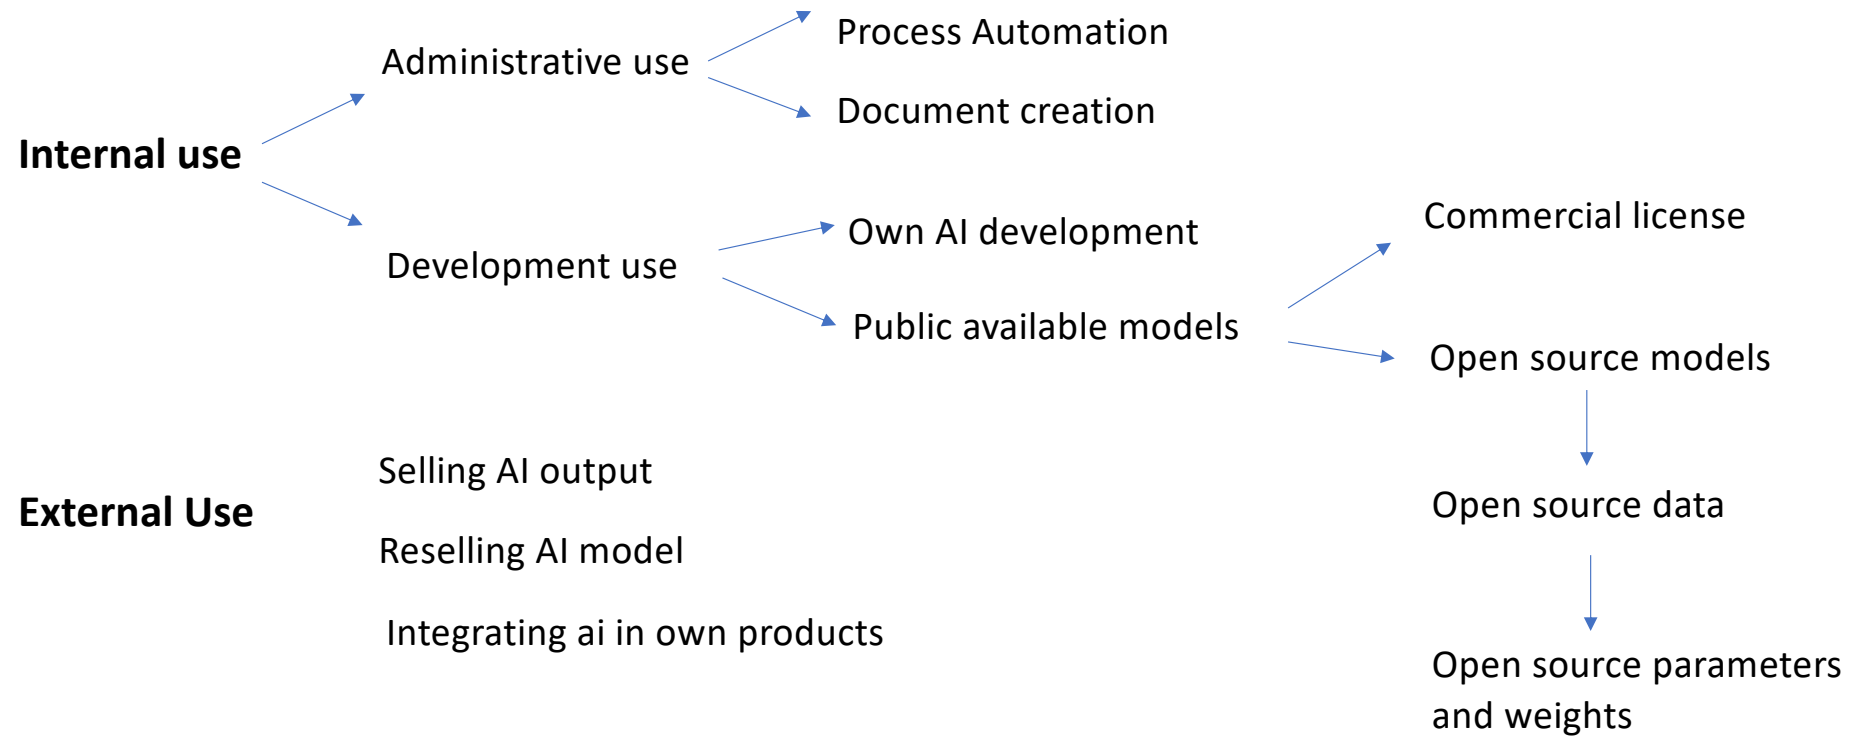 Process Automation
Administrative use
Document creation
Internal use
Commercial license
Own AI development
Development use
Public available models
Open source models
Selling AI output
External Use
Open source data
Reselling AI model
Integrating ai in own products
Open source parameters
and weights